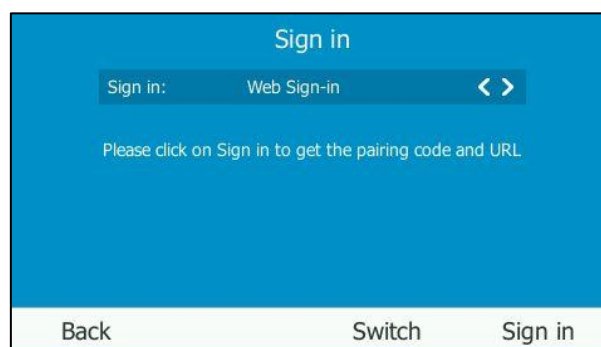 Sign in
Sign in: Web Sign-in
Please click on Sign in to get the pairing code and URL
Back Switch Sign in